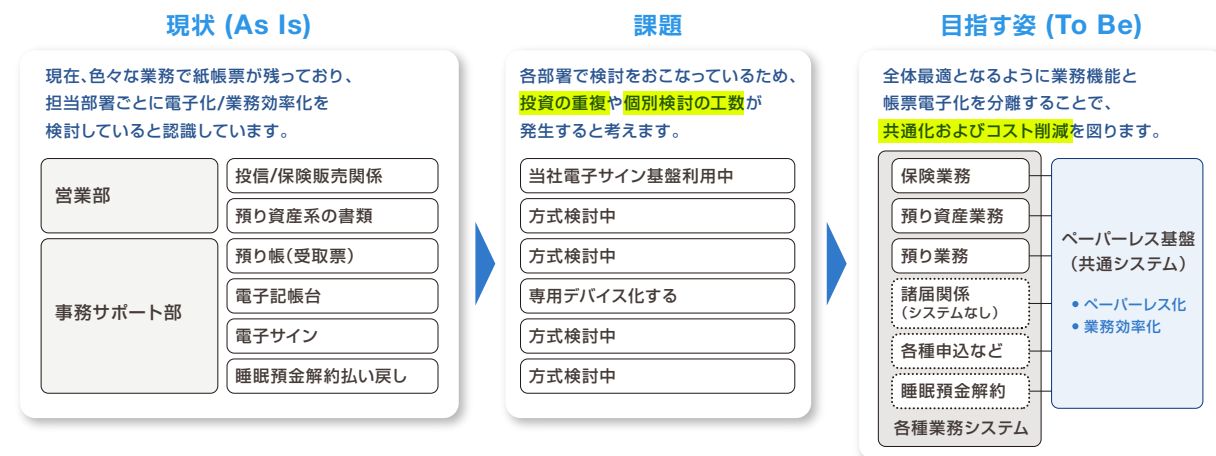 現状 (As Is)
現在、色々な業務で紙帳票が残っており、
担当部署ごとに電子化/業務効率化を
検討していると認識しています。
営業部
投信/保険販売関係
預り資産系の書類
事務サポート部
預り帳(受取票)
電子記帳台
電子サイン
睡眠預金解約払い戻し
課題
各部署で検討をおこなっているため、
投資の重複や個別検討の工数が
発生すると考えます。
当社電子サイン基盤利用中
方式検討中
方式検討中
専用デバイス化する
方式検討中
方式検討中
目指す姿 (To Be)
全体最適となるように業務機能と
帳票電子化を分離することで、
共通化およびコスト削減を図ります。
保険業務
預り資産業務
預り業務
諸届関係
(システムなし)
各種申込など
睡眠預金解約
各種業務システム
ペーパーレス基盤
(共通システム)
• ペーパーレス化
• 業務効率化